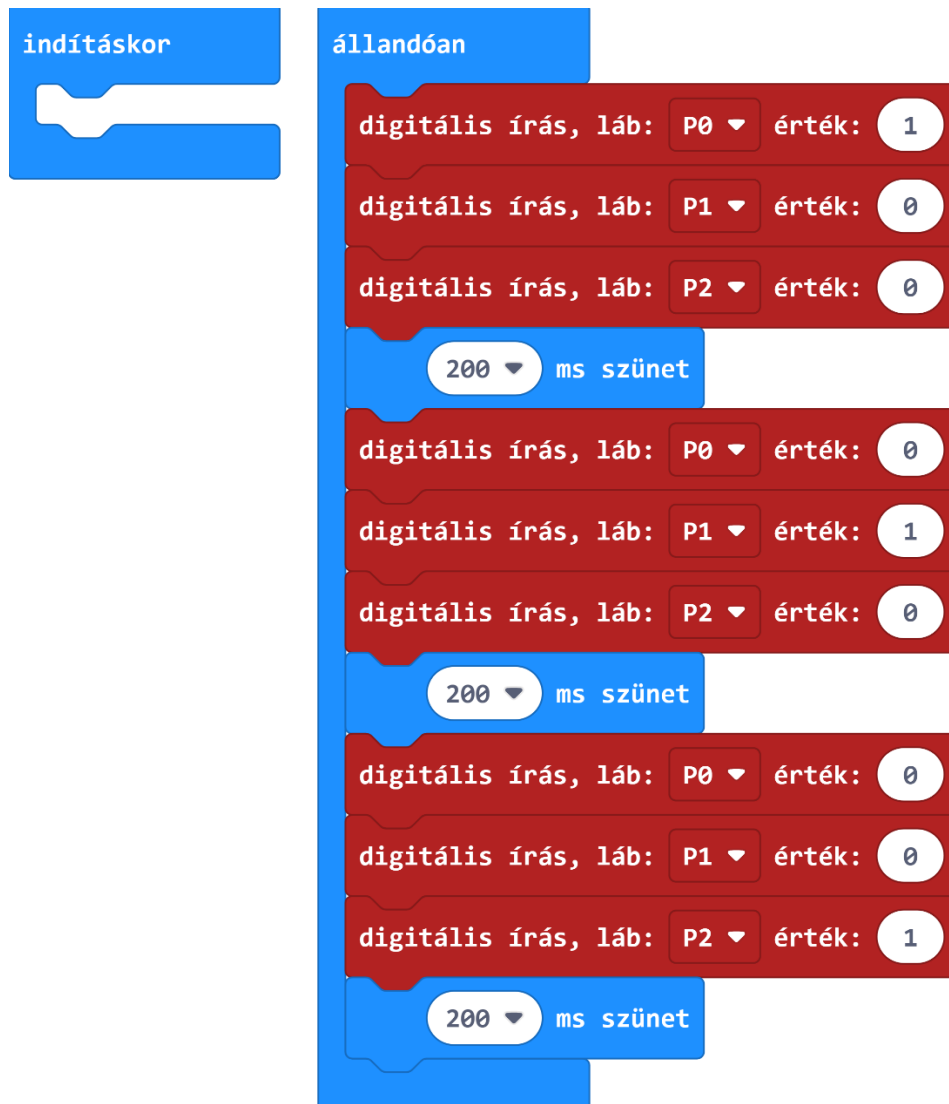 indításkor
állandóan
digitális írás, láb: P0 érték: 1
digitális írás, láb: P1 érték: 0
digitális írás, láb: P2 érték: 0
200 ms szünet
digitális írás, láb: P0 érték: 0
digitális írás, láb: P1 érték: 1
digitális írás, láb: P2 érték: 0
200 ms szünet
digitális írás, láb: P0 érték: 0
digitális írás, láb: P1 érték: 0
digitális írás, láb: P2 érték: 1
200 ms szünet